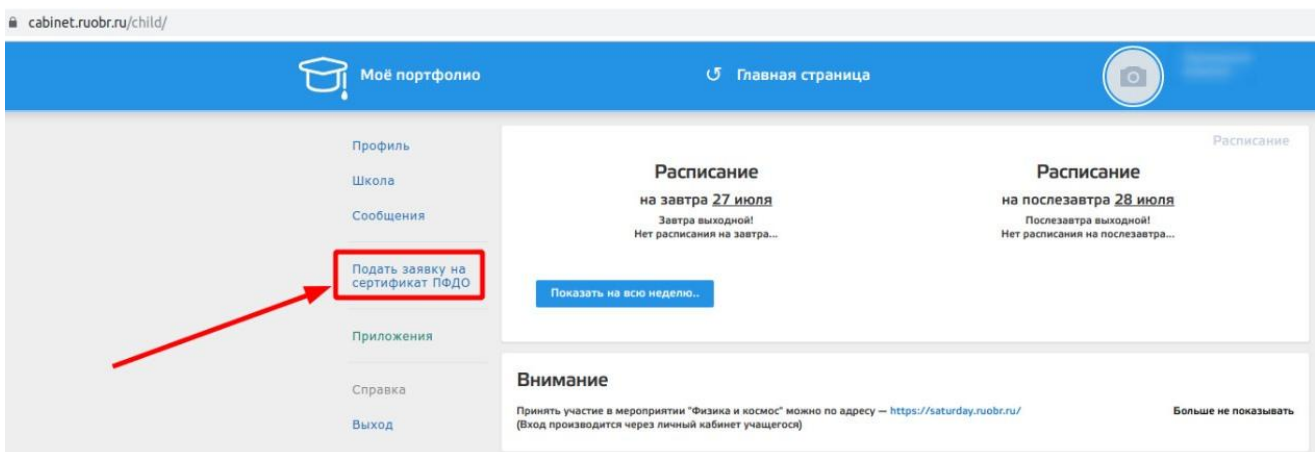 cabinet.ruobr.ru/child/
Моё портфолио
Главная страница
Профиль
Школа
Сообщения
Подать заявку на
сертификат ПФДО
Приложения
Справка
Выход
Расписание
Расписание
на завтра 27 июля
Завтра выходной!
Нет расписания на завтра...
Расписание
на послезавтра 28 июля
Послезавтра выходной!
Нет расписания на послезавтра...
Показать на всю неделю..
Внимание
Принять участие в мероприятии "Физика и космос" можно по адресу — https://saturday.ruobr.ru/
(Вход производится через личный кабинет учащегося)
Больше не показывать